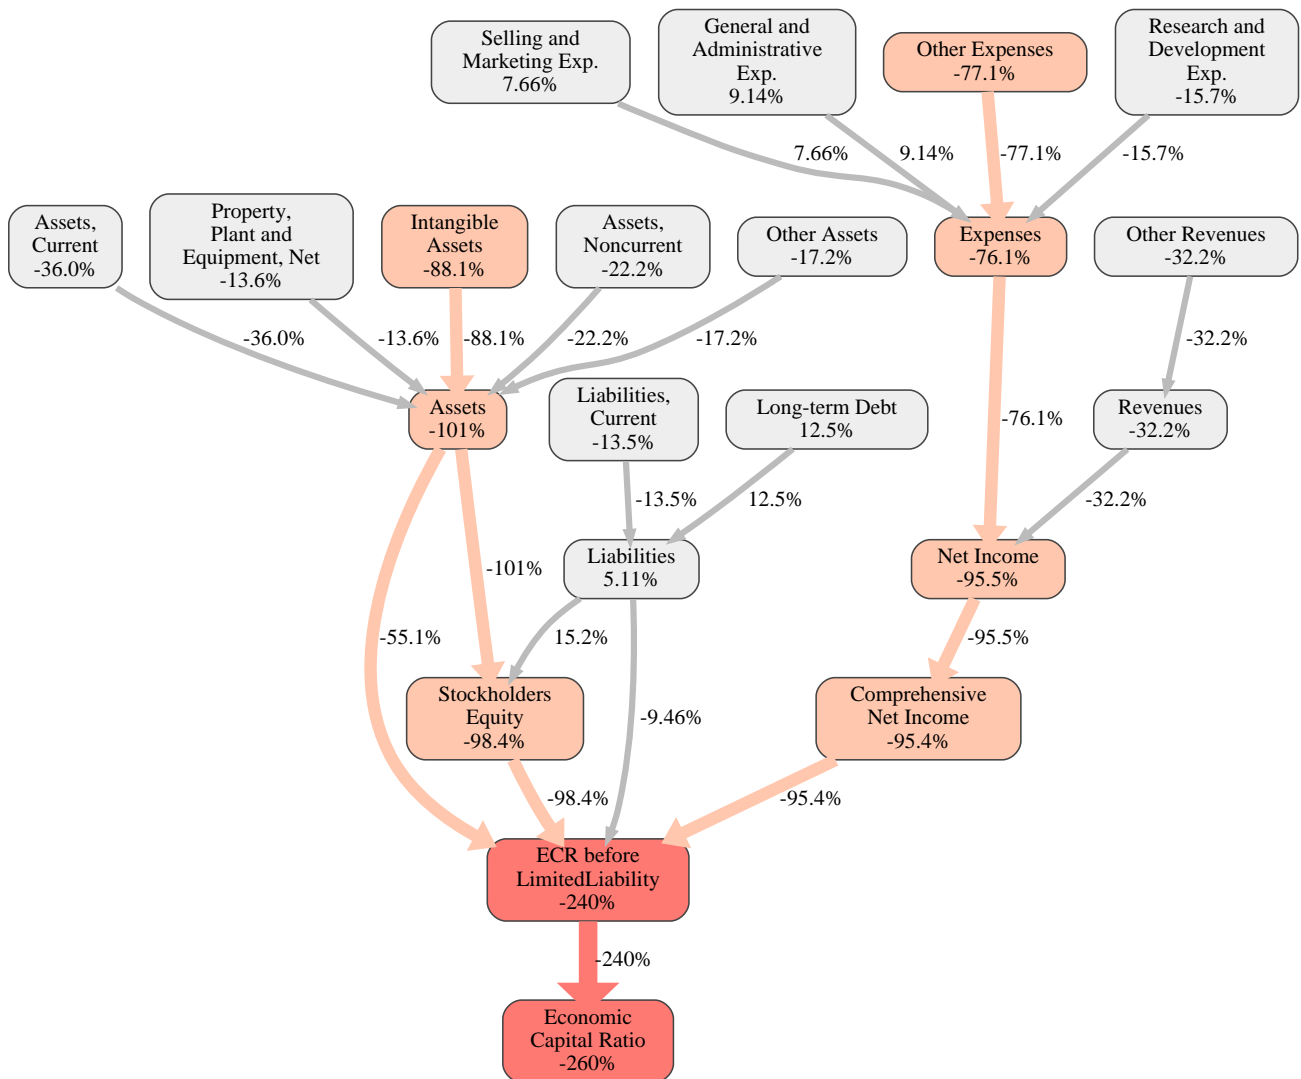 Selling and
Marketing Exp.
7.66%
General and
Administrative
Exp.
9.14%
Other Expenses
-77.1%
Research and
Development
Exp.
-15.7%
7.66%
9.14%
-77.1%
-15.7%
Assets,
Current
-36.0%
Property,
Plant and
Equipment, Net
-13.6%
Intangible
Assets
-88.1%
Assets,
Noncurrent
-22.2%
Other Assets
-17.2%
Expenses
-76.1%
Other Revenues
-32.2%
-36.0%
-13.6%
-88.1%
-22.2%
-17.2%
-32.2%
Assets
-101%
Liabilities,
Current
-13.5%
Long-term Debt
12.5%
-76.1%
Revenues
-32.2%
-13.5%
12.5%
-32.2%
-101%
Liabilities
5.11%
Net Income
-95.5%
-55.1%
15.2%
-95.5%
Stockholders
Equity
-98.4%
-9.46%
Comprehensive
Net Income
-95.4%
-98.4%
-95.4%
ECR before
LimitedLiability
-240%
-240%
Economic
Capital Ratio
-260%